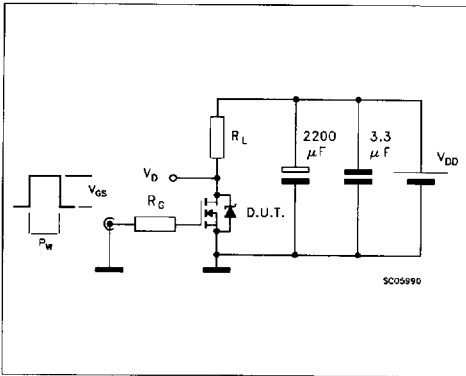 R_L
2200
µF
3.3
µF
V_DD
V_D
V_GS
R_G
D.U.T.
P_W
SC05990